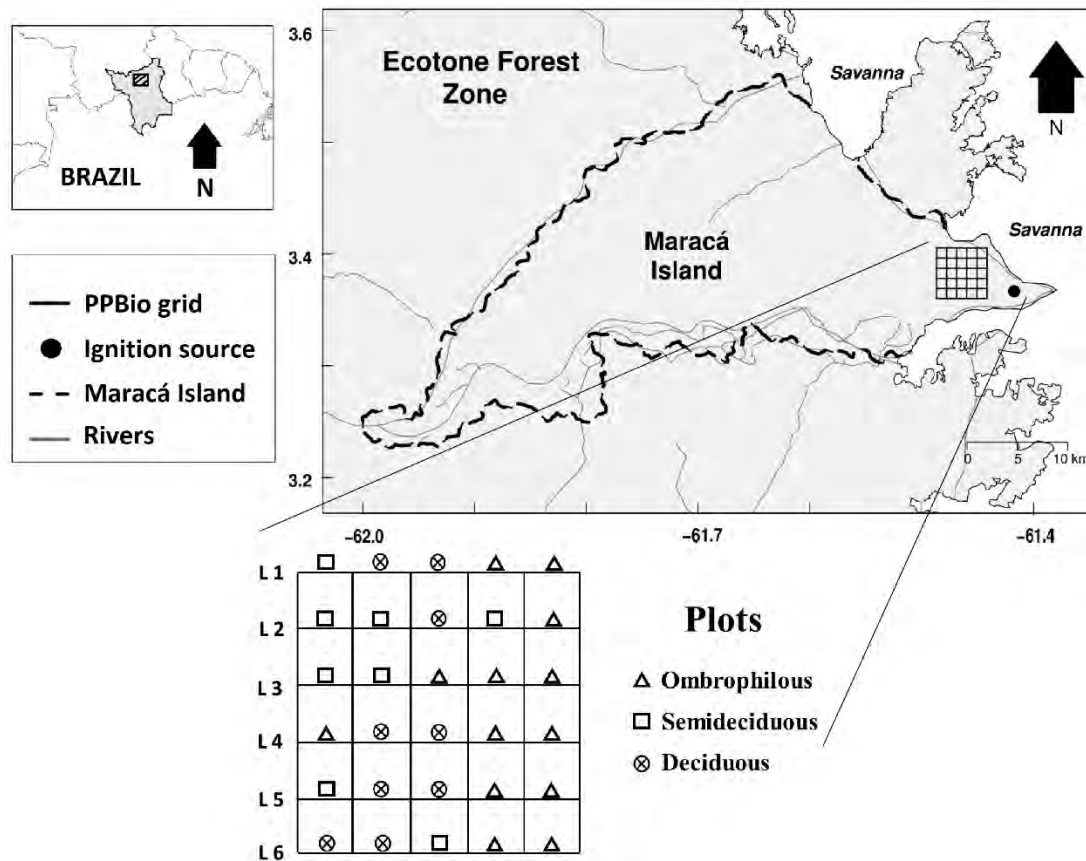 BRAZIL
N
PPBio grid
Ignition source
Maracá Island
Rivers
3.6
3.4
3.2
Ecotone Forest
Zone
Savanna
N
Maracá
Island
Savanna
0 5 10 km
-62.0 -61.7 -61.4
L 1
L 2
L 3
L 4
L 5
L 6
Plots
Ombrophilous
Semideciduous
Deciduous